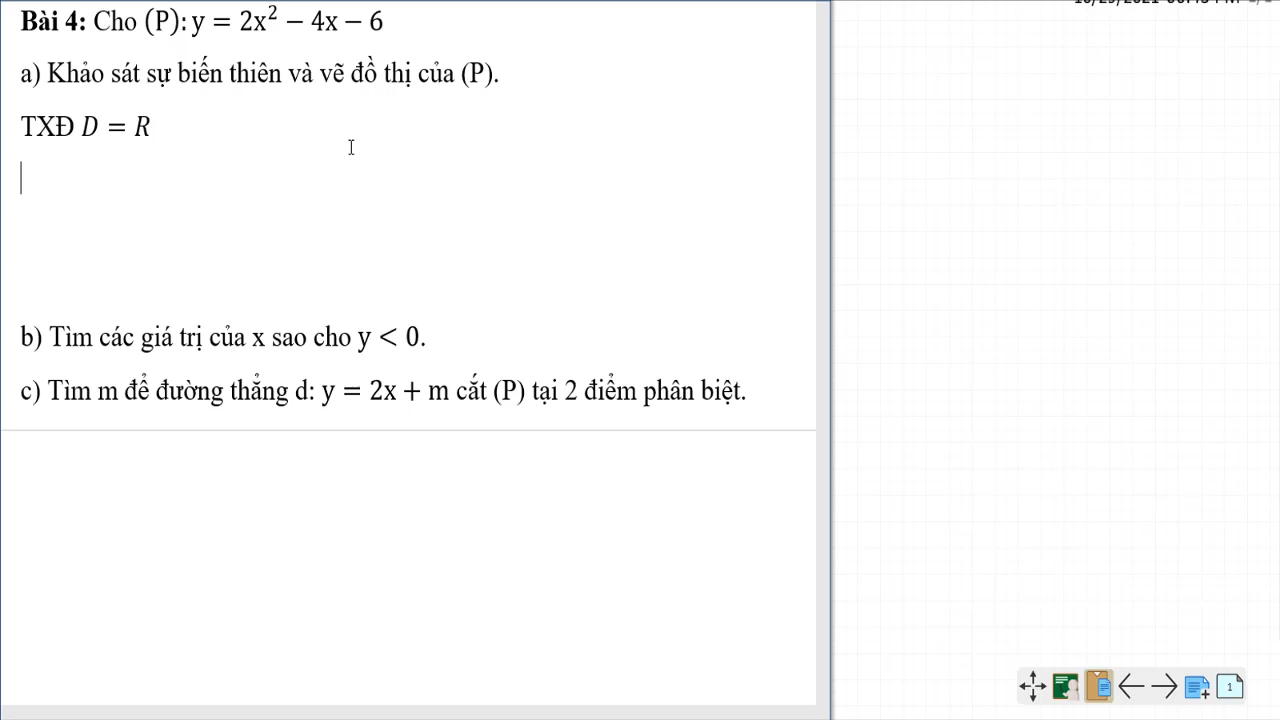 Bài 4: Cho (P): y = 2x² − 4x − 6
a) Khảo sát sự biến thiên và vẽ đồ thị của (P).
TXĐ D = R
b) Tìm các giá trị của x sao cho y < 0.
c) Tìm m để đường thẳng d: y = 2x + m cắt (P) tại 2 điểm phân biệt.
1